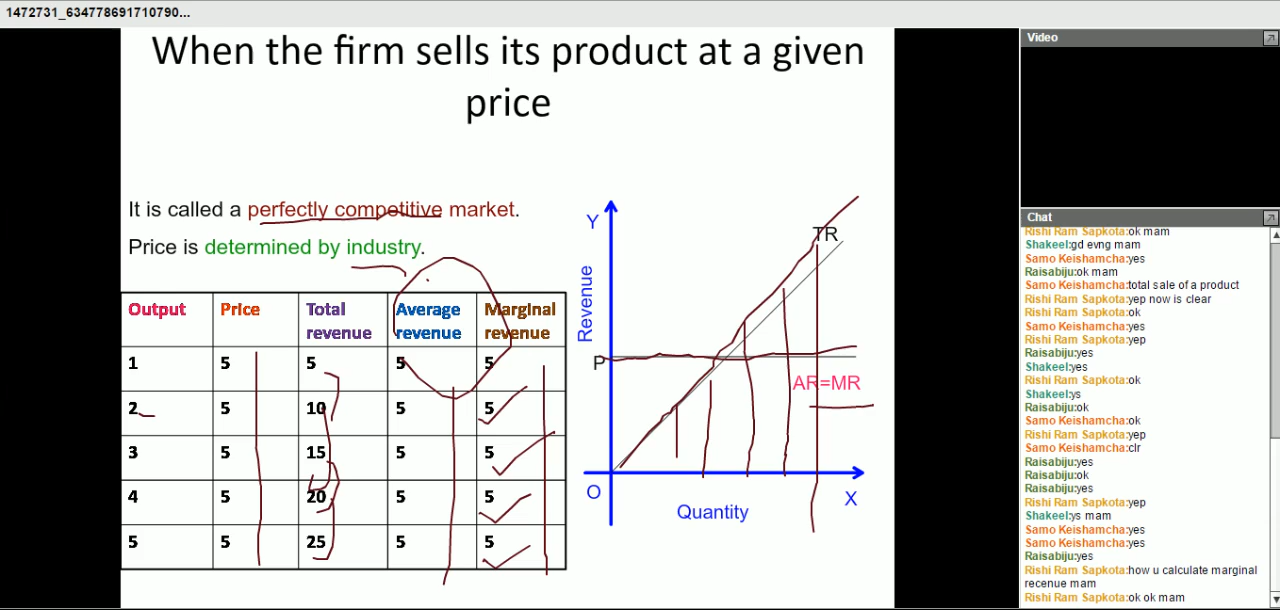 1472731_634778691710790...
When the firm sells its product at a given
price
It is called a perfectly competitive market.
Price is determined by industry.
Output Price Total revenue Average revenue Marginal revenue
1 5 5 5 5
2 5 10 5 5
3 5 15 5 5
4 5 20 5 5
5 5 25 5 5
Y
Revenue
TR
P
AR=MR
O
X
Quantity
Video
Chat
Rishi Ram Sapkota:ok mam
Shakeel:gd evng mam
Samo Keishamcha:yes
Raisabiju:ok mam
Samo Keishamcha:total sale of a product
Rishi Ram Sapkota:yep now is clear
Rishi Ram Sapkota:ok
Samo Keishamcha:yes
Rishi Ram Sapkota:yep
Raisabiju:yes
Shakeel:yes
Rishi Ram Sapkota:ok
Shakeel:ys
Raisabiju:ok
Samo Keishamcha:ok
Rishi Ram Sapkota:yep
Samo Keishamcha:clr
Raisabiju:yes
Raisabiju:ok
Raisabiju:yes
Rishi Ram Sapkota:yep
Shakeel:ys mam
Samo Keishamcha:yes
Samo Keishamcha:yes
Raisabiju:yes
Rishi Ram Sapkota:how u calculate marginal
recenue mam
Rishi Ram Sapkota:ok ok mam